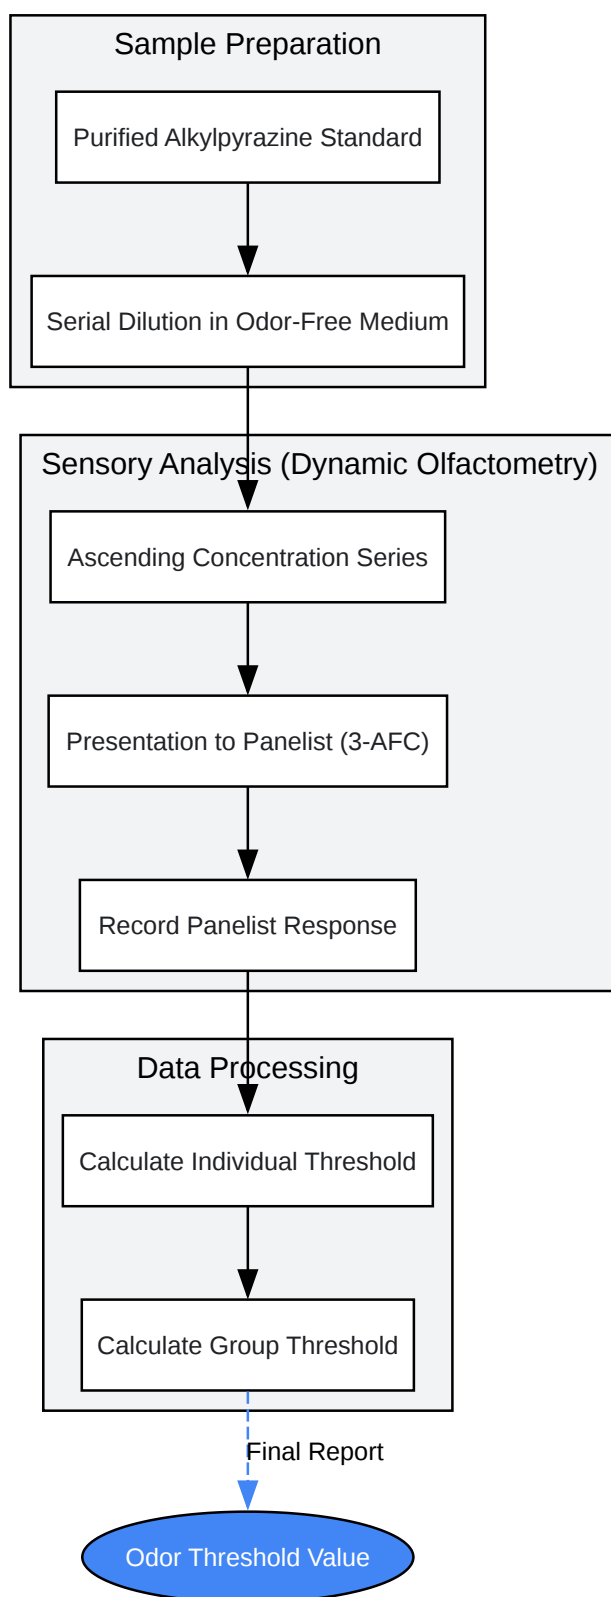 Sample Preparation
Purified Alkylpyrazine Standard
Serial Dilution in Odor-Free Medium
Sensory Analysis (Dynamic Olfactometry)
Ascending Concentration Series
Presentation to Panelist (3-AFC)
Record Panelist Response
Data Processing
Calculate Individual Threshold
Calculate Group Threshold
Final Report
Odor Threshold Value